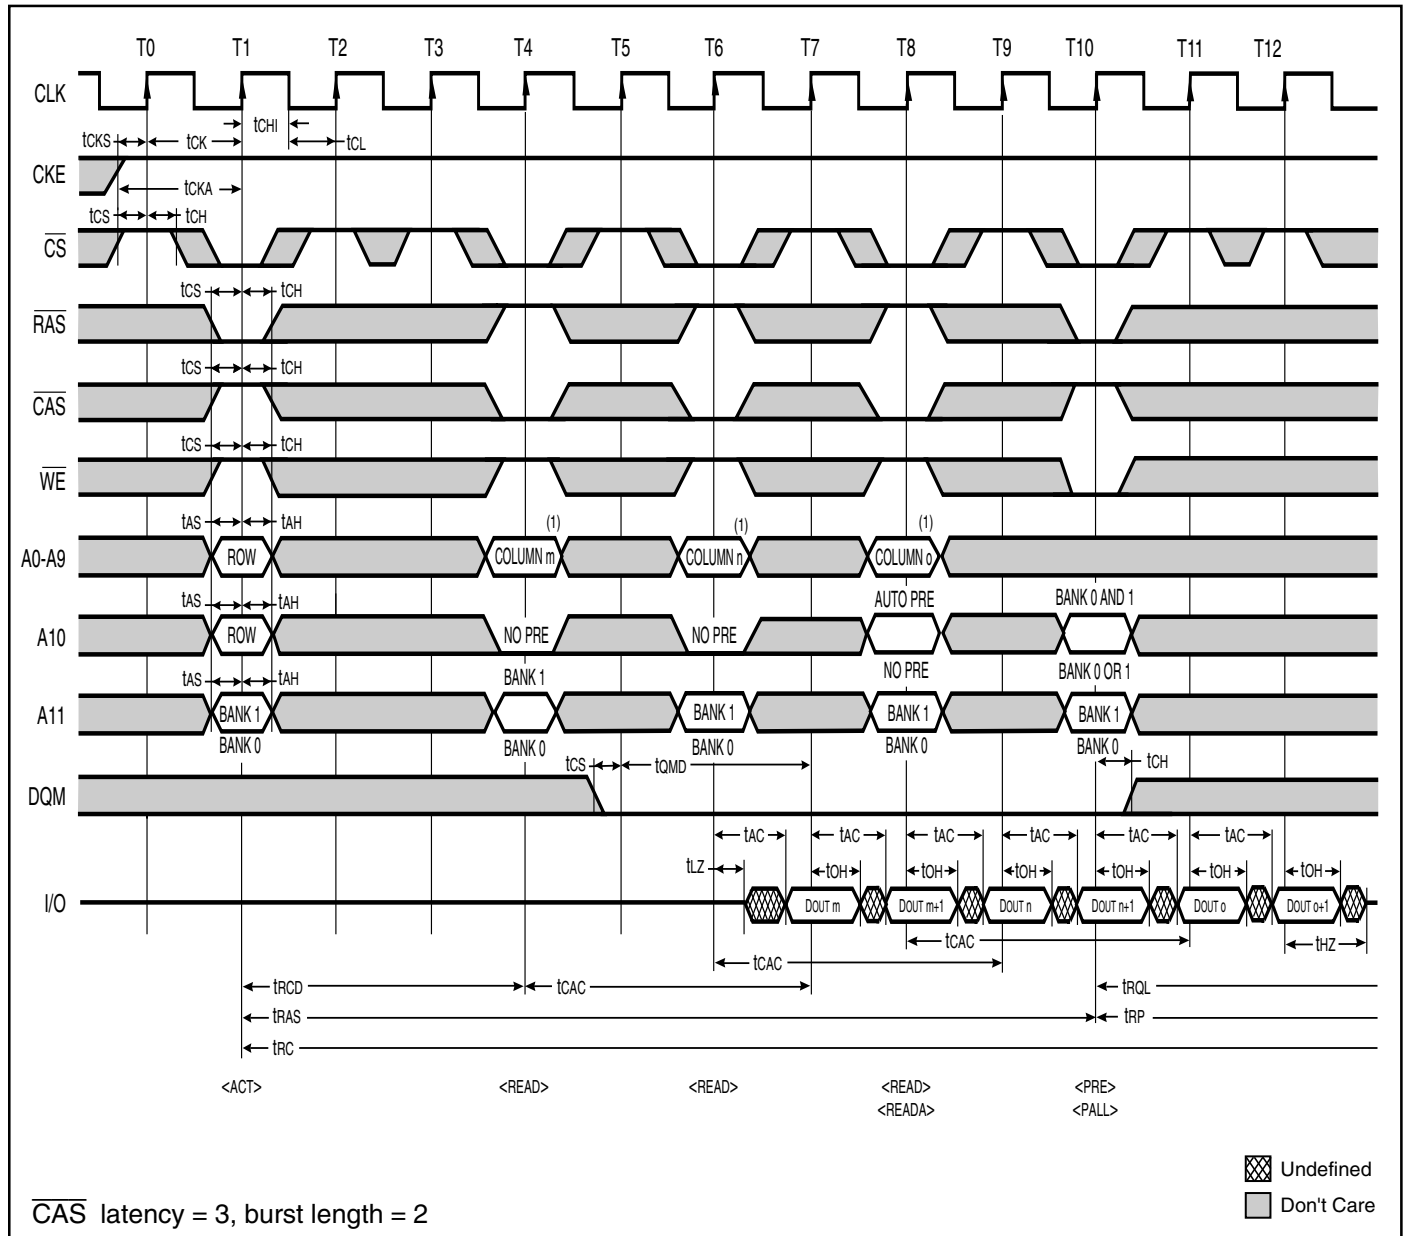 T0 T1 T2 T3 T4 T5 T6 T7 T8 T9 T10 T11 T12
CLK
tCHI
tCKS tCK tCL
CKE
tCKA
tCS tCH
CS
tCS tCH
RAS
tCS tCH
CAS
tCS tCH
WE
tAS tAH (1) (1) (1)
A0-A9 ROW COLUMN m COLUMN n COLUMN o
tAS tAH AUTO PRE BANK 0 AND 1
A10 ROW NO PRE NO PRE
tAS tAH BANK 1 NO PRE BANK 0 OR 1
A11 BANK 1 BANK 1 BANK 1 BANK 1
BANK 0 BANK 0 BANK 0 BANK 0 BANK 0
tCS tQMD tCH
DQM
tAC tAC tAC tAC tAC tAC
tLZ tOH tOH tOH tOH tOH tOH
I/O DOUT m DOUT m+1 DOUT n DOUT n+1 DOUT o DOUT o+1
tCAC tHZ
tCAC
tRCD tCAC tRQL
tRAS tRP
tRC
<ACT> <READ> <READ> <READ> <PRE>
<READA> <PALL>
Undefined
Don't Care
CAS latency = 3, burst length = 2